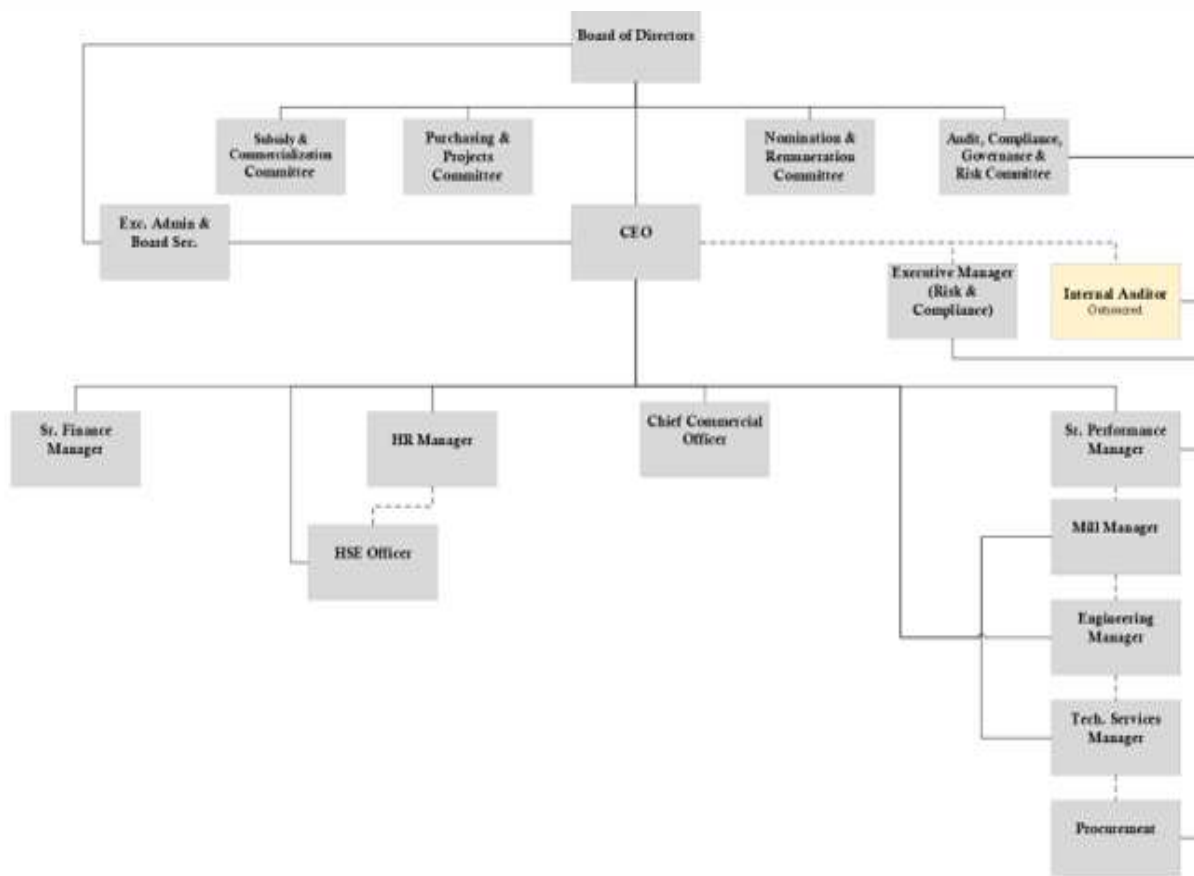 Board of Directors
Subsidy &
Commercialization
Committee
Purchasing &
Projects
Committee
Nomination &
Remuneration
Committee
Audit, Compliance,
Governance &
Risk Committee
Exc. Admin &
Board Sec.
CEO
Executive Manager
(Risk &
Compliance)
Internal Auditor
Outsourced
Sr. Finance
Manager
HR Manager
Chief Commercial
Officer
Sr. Performance
Manager
HSE Officer
Mill Manager
Engineering
Manager
Tech. Services
Manager
Procurement